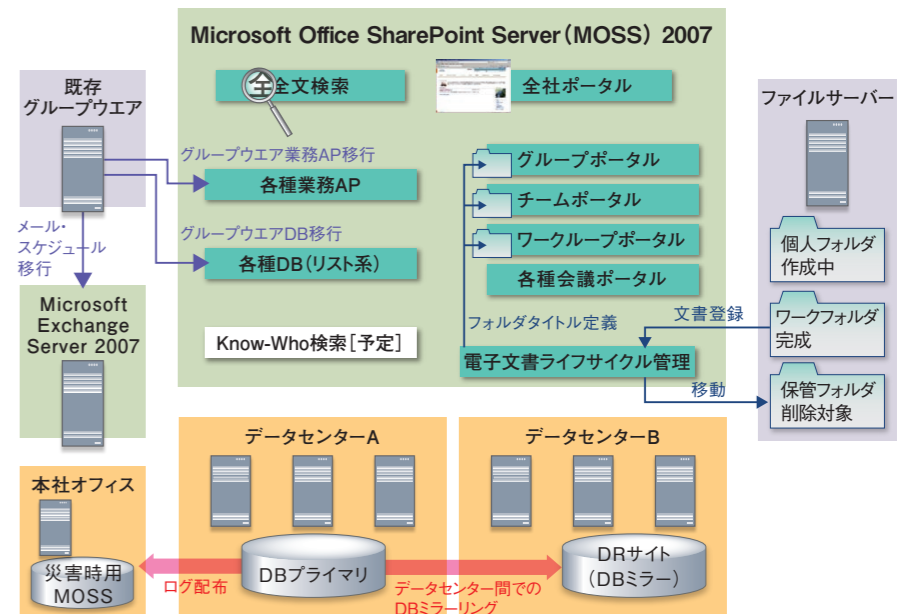 Microsoft Office SharePoint Server（MOSS） 2007
全
全文検索
全社ポータル
既存
グループウエア
グループウエア業務AP移行
各種業務AP
グループウエアDB移行
各種DB（リスト系）
メール・
スケジュール
移行
Microsoft
Exchange
Server 2007
Know-Who検索［予定］
グループポータル
チームポータル
ワークループポータル
各種会議ポータル
フォルダタイトル定義
文書登録
電子文書ライフサイクル管理
移動
ファイルサーバー
個人フォルダ
作成中
ワークフォルダ
完成
保管フォルダ
削除対象
本社オフィス
災害時用
MOSS
ログ配布
データセンターA
DBプライマリ
データセンター間での
DBミラーリング
データセンターB
DRサイト
（DBミラー）